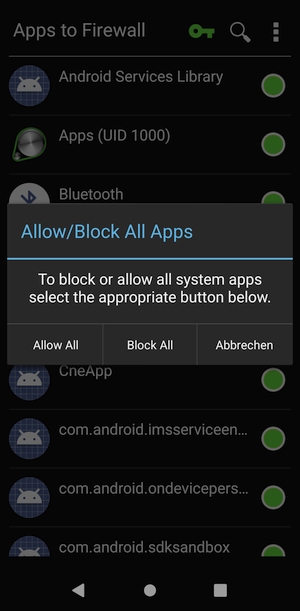 Apps to Firewall
Android Services Library
Apps (UID 1000)
Bluetooth
Allow/Block All Apps
To block or allow all system apps
select the appropriate button below.
Allow All
Block All
Abbrechen
CneApp
com.android.imsserviceen...
com.android.ondevicepers...
com.android.sdksandbox